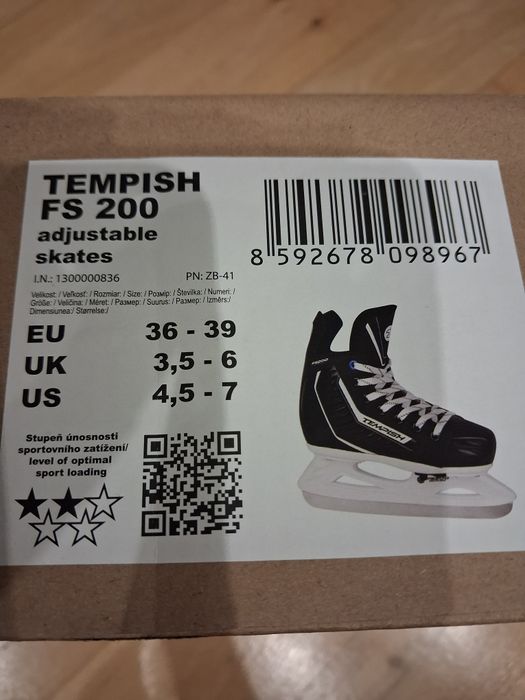 TEMPISH
FS 200
adjustable
skates
8 592678 098967
I.N.: 1300000836 PN: ZB-41
Velikost: / Veľkosť: / Rozmiar: / Size: / Розмір: / Številka: / Numeri: /
Größe: / Veličina: / Méret: / Размер: / Suurus: / Размер: / Izmērs:/
Dimensiunea:/ Størrelse:/
EU 36 - 39
UK 3,5 - 6
US 4,5 - 7
Stupeň únosnosti
sportovního zatížení/
level of optimal
sport loading
TEMPISH